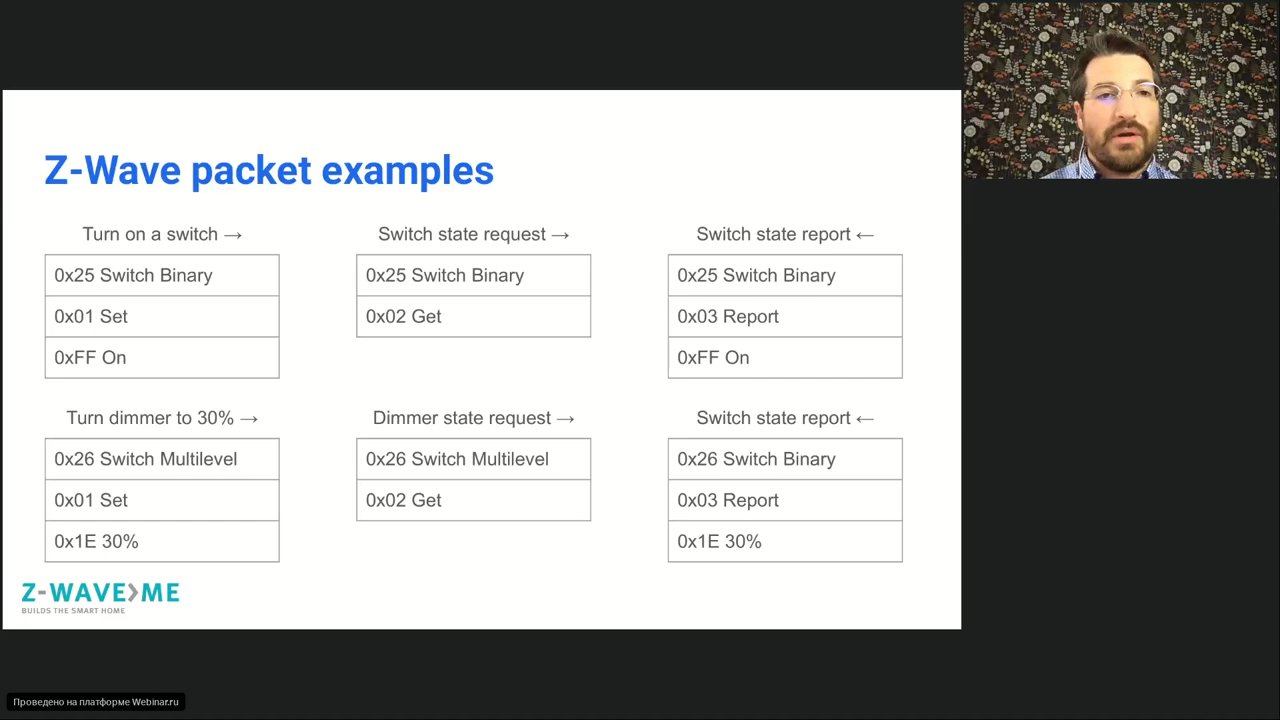 Z-Wave packet examples
Turn on a switch →
0x25 Switch Binary
0x01 Set
0xFF On
Switch state request →
0x25 Switch Binary
0x02 Get
Switch state report ←
0x25 Switch Binary
0x03 Report
0xFF On
Turn dimmer to 30% →
0x26 Switch Multilevel
0x01 Set
0x1E 30%
Dimmer state request →
0x26 Switch Multilevel
0x02 Get
Switch state report ←
0x26 Switch Binary
0x03 Report
0x1E 30%
Z-WAVE>ME
BUILDS THE SMART HOME
Проведено на платформе Webinar.ru